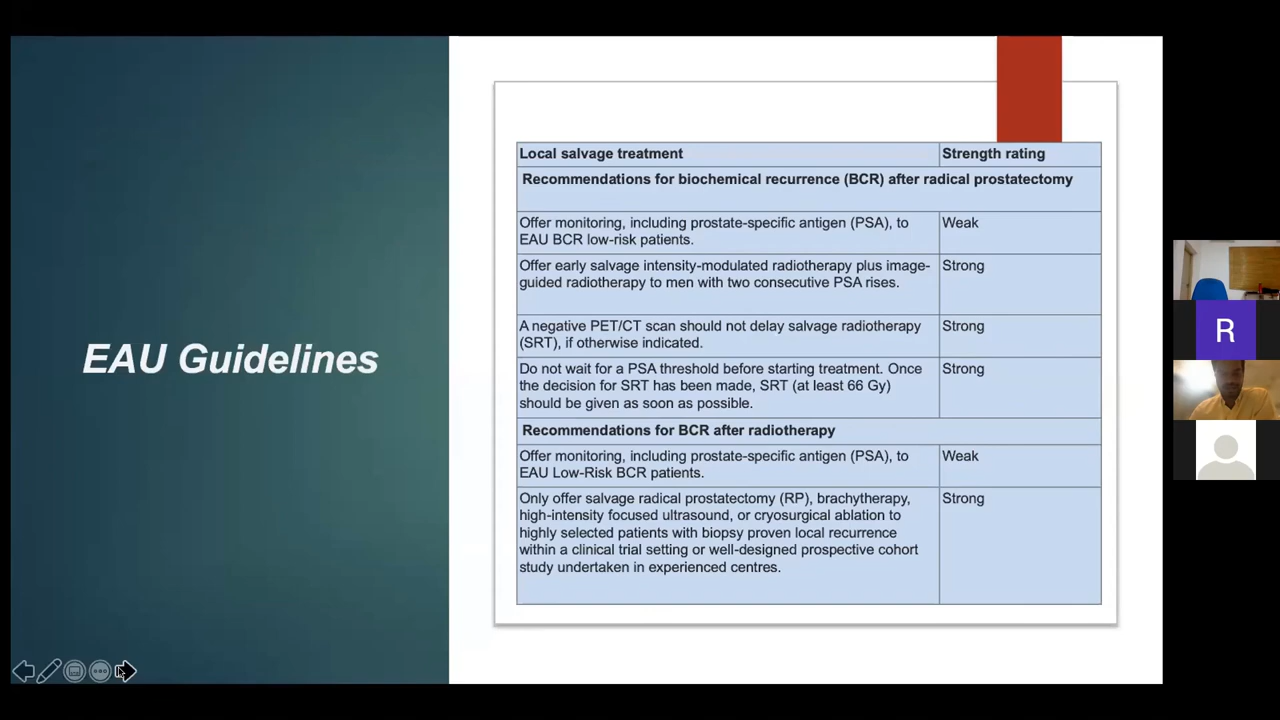 EAU Guidelines
Local salvage treatment
Strength rating
Recommendations for biochemical recurrence (BCR) after radical prostatectomy
Offer monitoring, including prostate-specific antigen (PSA), to
EAU BCR low-risk patients.
Weak
Offer early salvage intensity-modulated radiotherapy plus image-
guided radiotherapy to men with two consecutive PSA rises.
Strong
A negative PET/CT scan should not delay salvage radiotherapy
(SRT), if otherwise indicated.
Strong
Do not wait for a PSA threshold before starting treatment. Once
the decision for SRT has been made, SRT (at least 66 Gy)
should be given as soon as possible.
Strong
Recommendations for BCR after radiotherapy
Offer monitoring, including prostate-specific antigen (PSA), to
EAU Low-Risk BCR patients.
Weak
Only offer salvage radical prostatectomy (RP), brachytherapy,
high-intensity focused ultrasound, or cryosurgical ablation to
highly selected patients with biopsy proven local recurrence
within a clinical trial setting or well-designed prospective cohort
study undertaken in experienced centres.
Strong
R